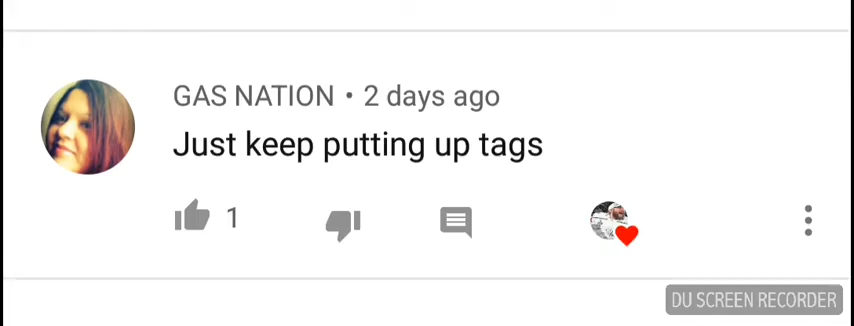 GAS NATION • 2 days ago
Just keep putting up tags
1
DU SCREEN RECORDER